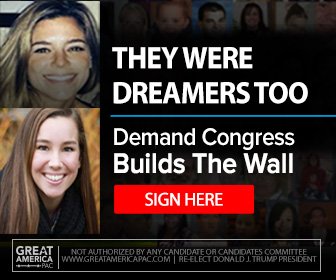 THEY WERE
DREAMERS TOO
Demand Congress
Builds The Wall
SIGN HERE
GREAT
AMERICA
PAC
NOT AUTHORIZED BY ANY CANDIDATE OR CANDIDATES COMMITTEE
WWW.GREATAMERICAPAC.COM | RE-ELECT DONALD J. TRUMP PRESIDENT